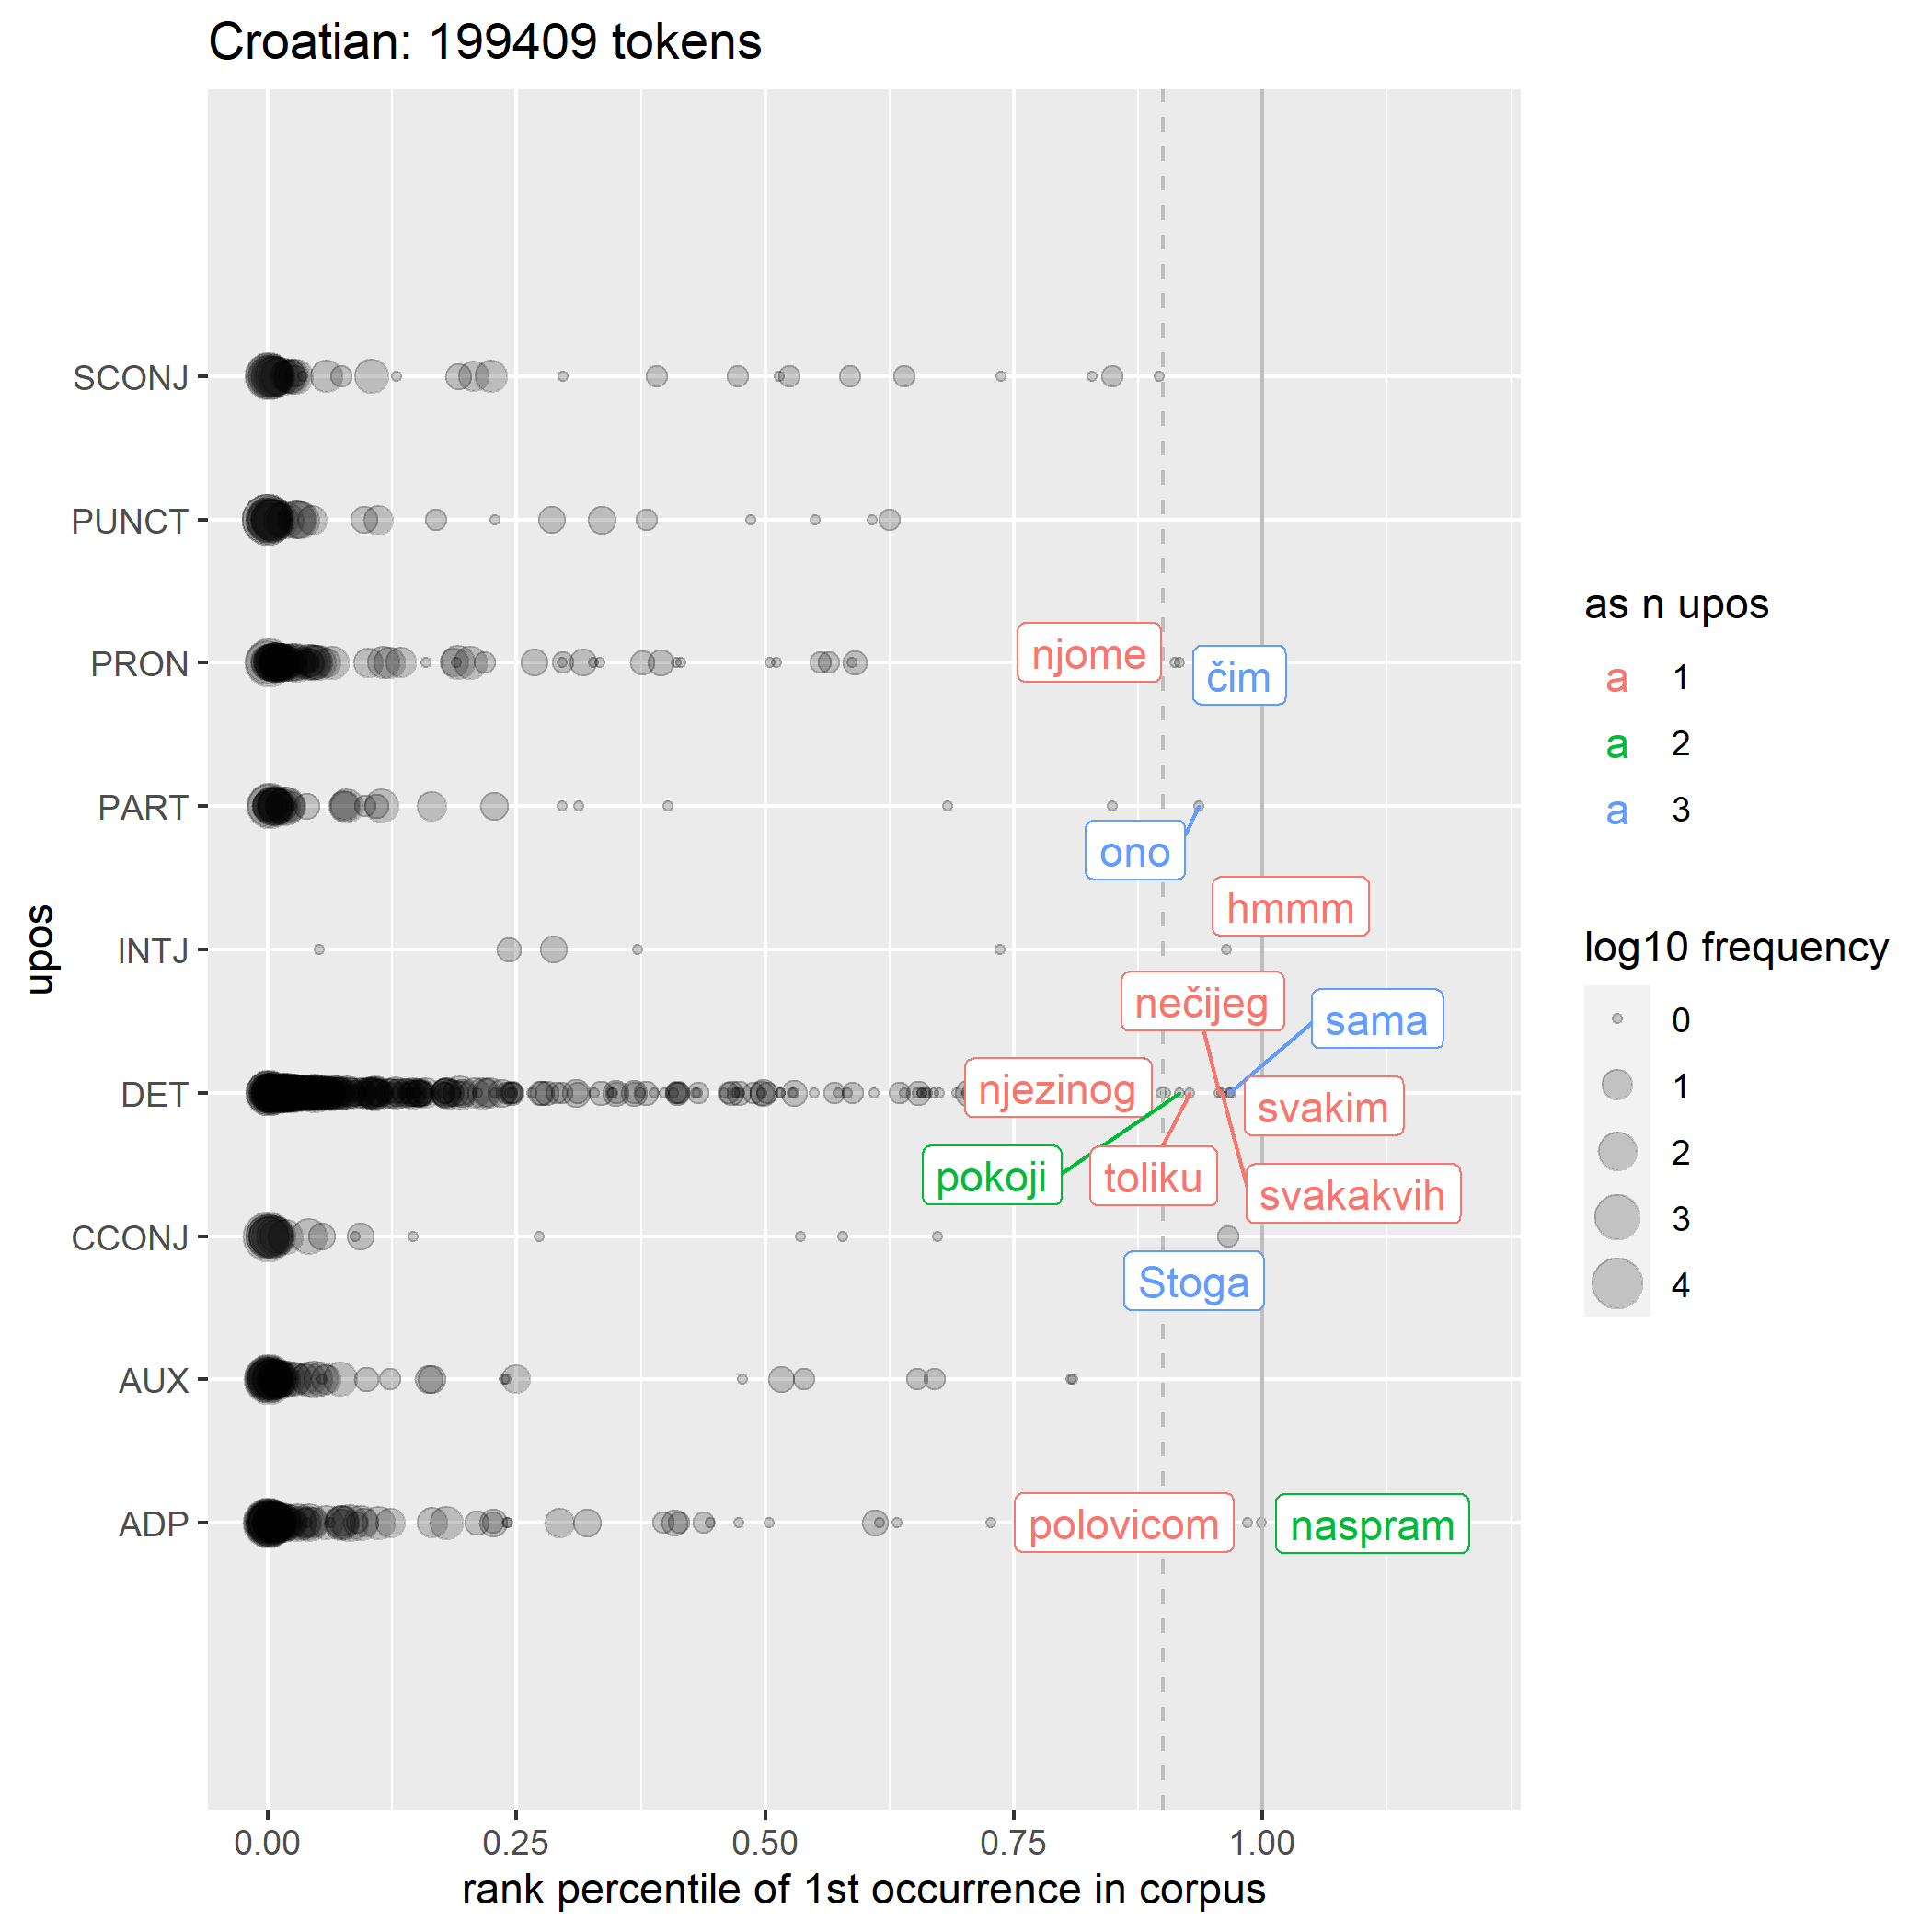 Croatian: 199409 tokens
upos
SCONJ
PUNCT
PRON
PART
INTJ
DET
CCONJ
AUX
ADP
njome
čim
ono
hmmm
nečijeg
sama
njezinog
svakim
pokoji
toliku
svakakvih
Stoga
polovicom
naspram
0.00
0.25
0.50
0.75
1.00
rank percentile of 1st occurrence in corpus
as n upos
a 1
a 2
a 3
log10 frequency
0
1
2
3
4